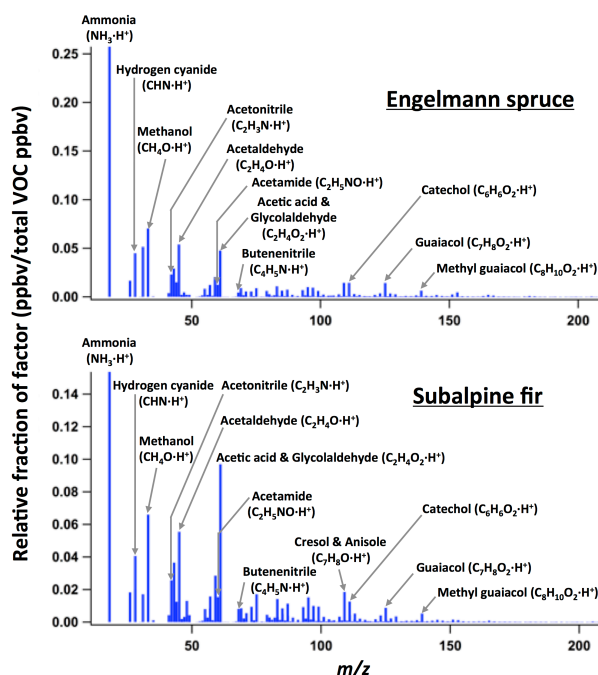 Relative fraction of factor (ppbv/total VOC ppbv)
Ammonia
(NH₃·H⁺)
Hydrogen cyanide
(CHN·H⁺)
Methanol
(CH₄O·H⁺)
Acetonitrile
(C₂H₃N·H⁺)
Acetaldehyde
(C₂H₄O·H⁺)
Acetamide (C₂H₅NO·H⁺)
Acetic acid &
Glycolaldehyde
(C₂H₄O₂·H⁺)
Butenenitrile
(C₄H₅N·H⁺)
Engelmann spruce
Catechol (C₆H₆O₂·H⁺)
Guaiacol (C₇H₈O₂·H⁺)
Methyl guaiacol (C₈H₁₀O₂·H⁺)
0.25
0.20
0.15
0.10
0.05
0.00
50
100
150
200
Ammonia
(NH₃·H⁺)
Hydrogen cyanide
(CHN·H⁺)
Methanol
(CH₄O·H⁺)
Acetonitrile (C₂H₃N·H⁺)
Acetaldehyde (C₂H₄O·H⁺)
Acetic acid & Glycolaldehyde (C₂H₄O₂·H⁺)
Acetamide
(C₂H₅NO·H⁺)
Butenenitrile
(C₄H₅N·H⁺)
Subalpine fir
Cresol & Anisole
(C₇H₈O·H⁺)
Catechol (C₆H₆O₂·H⁺)
Guaiacol (C₇H₈O₂·H⁺)
Methyl guaiacol (C₈H₁₀O₂·H⁺)
0.14
0.12
0.10
0.08
0.06
0.04
0.02
0.00
50
100
150
200
m/z